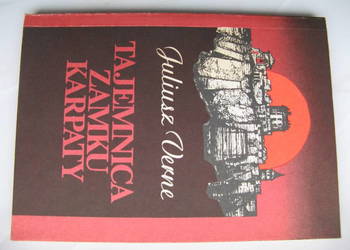 Juliusz Verne
TAJEMNICA
ZAMKU
KARPATY